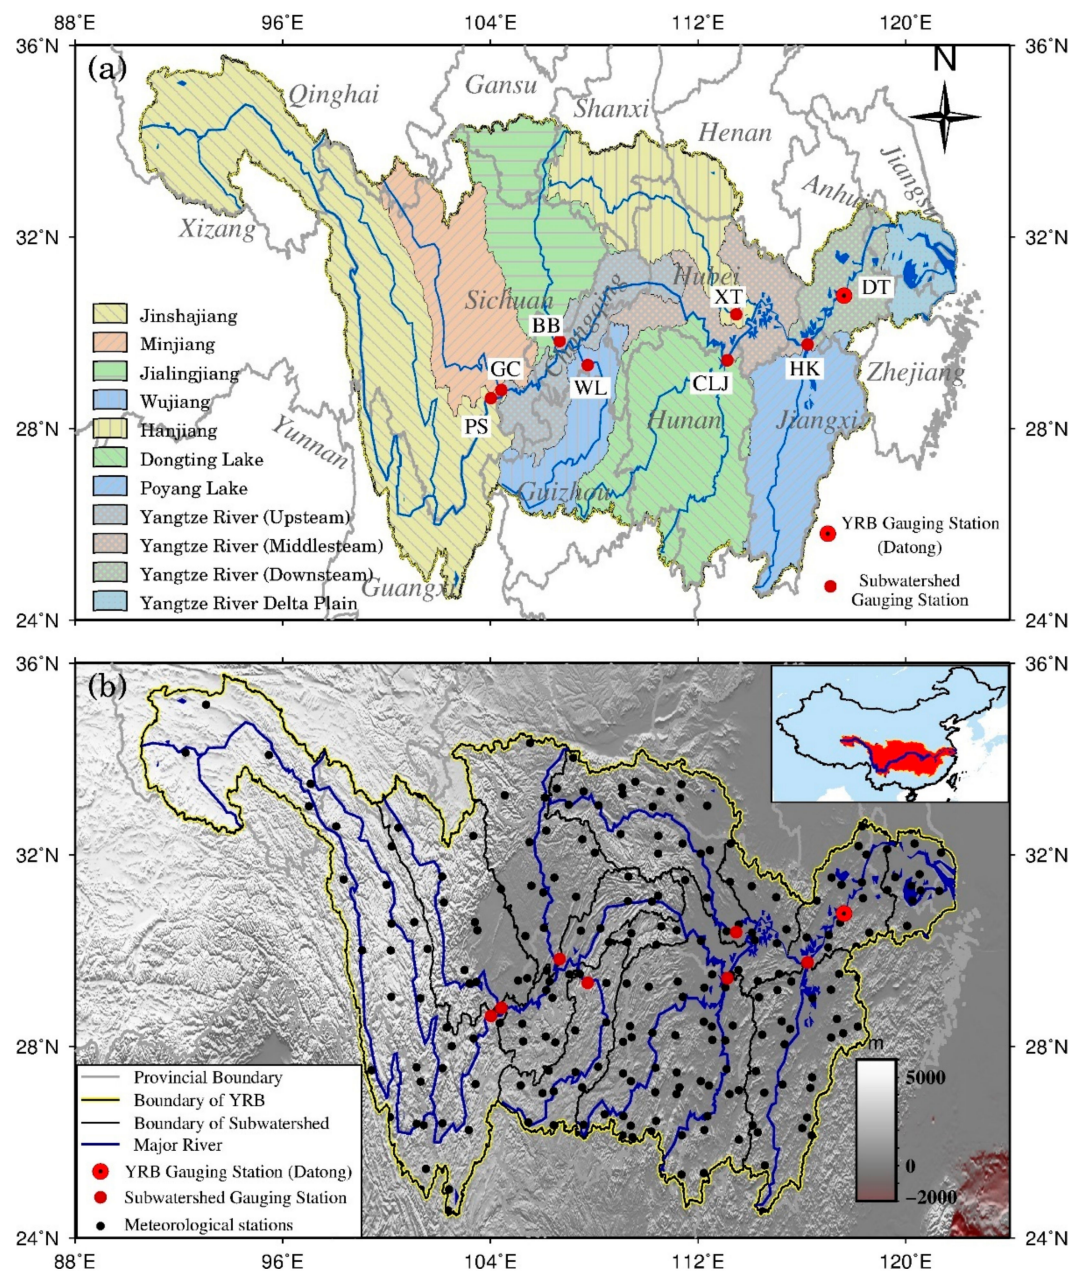 88°E 96°E 104°E 112°E 120°E
36°N 36°N
(a)
N
Qinghai
Gansu
Shanxi
Henan
Jiangsu
Anhui
Xizang
32°N 32°N
Hubei
DT
XT
Sichuan
Chongqing
BB
Jinshajiang
Minjiang
GC
HK
Zhejiang
Jialingjiang
WL
CLJ
Wujiang
PS
Hunan
Jiangxi
28°N 28°N
Hanjiang
Yunnan
Dongting Lake
Poyang Lake
Guizhou
Yangtze River (Upsteam)
YRB Gauging Station
(Datong)
Yangtze River (Middlesteam)
Yangtze River (Downsteam)
Guangxi
Subwatershed
Gauging Station
Yangtze River Delta Plain
24°N 24°N
36°N 36°N
(b)
32°N 32°N
28°N 28°N
m
5000
0
−2000
Provincial Boundary
Boundary of YRB
Boundary of Subwatershed
Major River
YRB Gauging Station (Datong)
Subwatershed Gauging Station
Meteorological stations
24°N 24°N
88°E 96°E 104°E 112°E 120°E